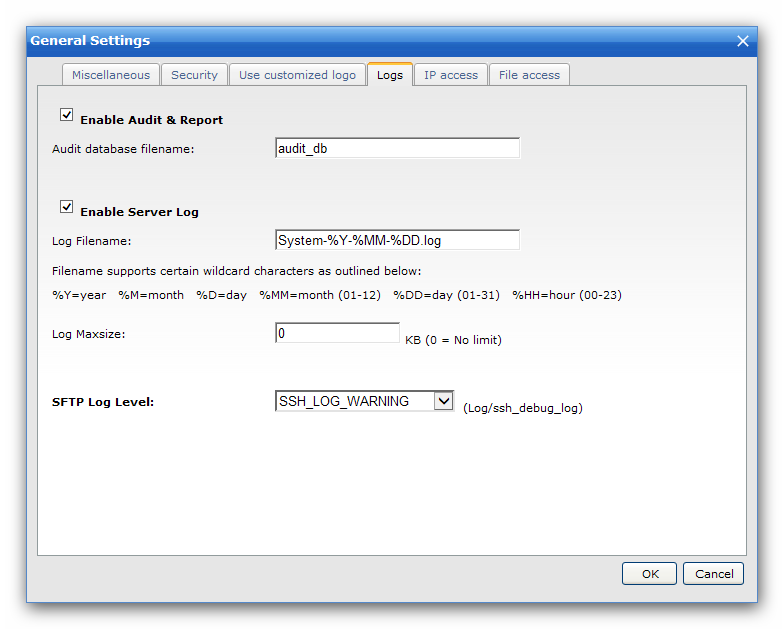 General Settings
Miscellaneous Security Use customized logo Logs IP access File access
Enable Audit & Report
Audit database filename: audit_db
Enable Server Log
Log Filename: System-%Y-%MM-%DD.log
Filename supports certain wildcard characters as outlined below:
%Y=year %M=month %D=day %MM=month (01-12) %DD=day (01-31) %HH=hour (00-23)
Log Maxsize: 0 KB (0 = No limit)
SFTP Log Level: SSH_LOG_WARNING (Log/ssh_debug_log)
OK Cancel